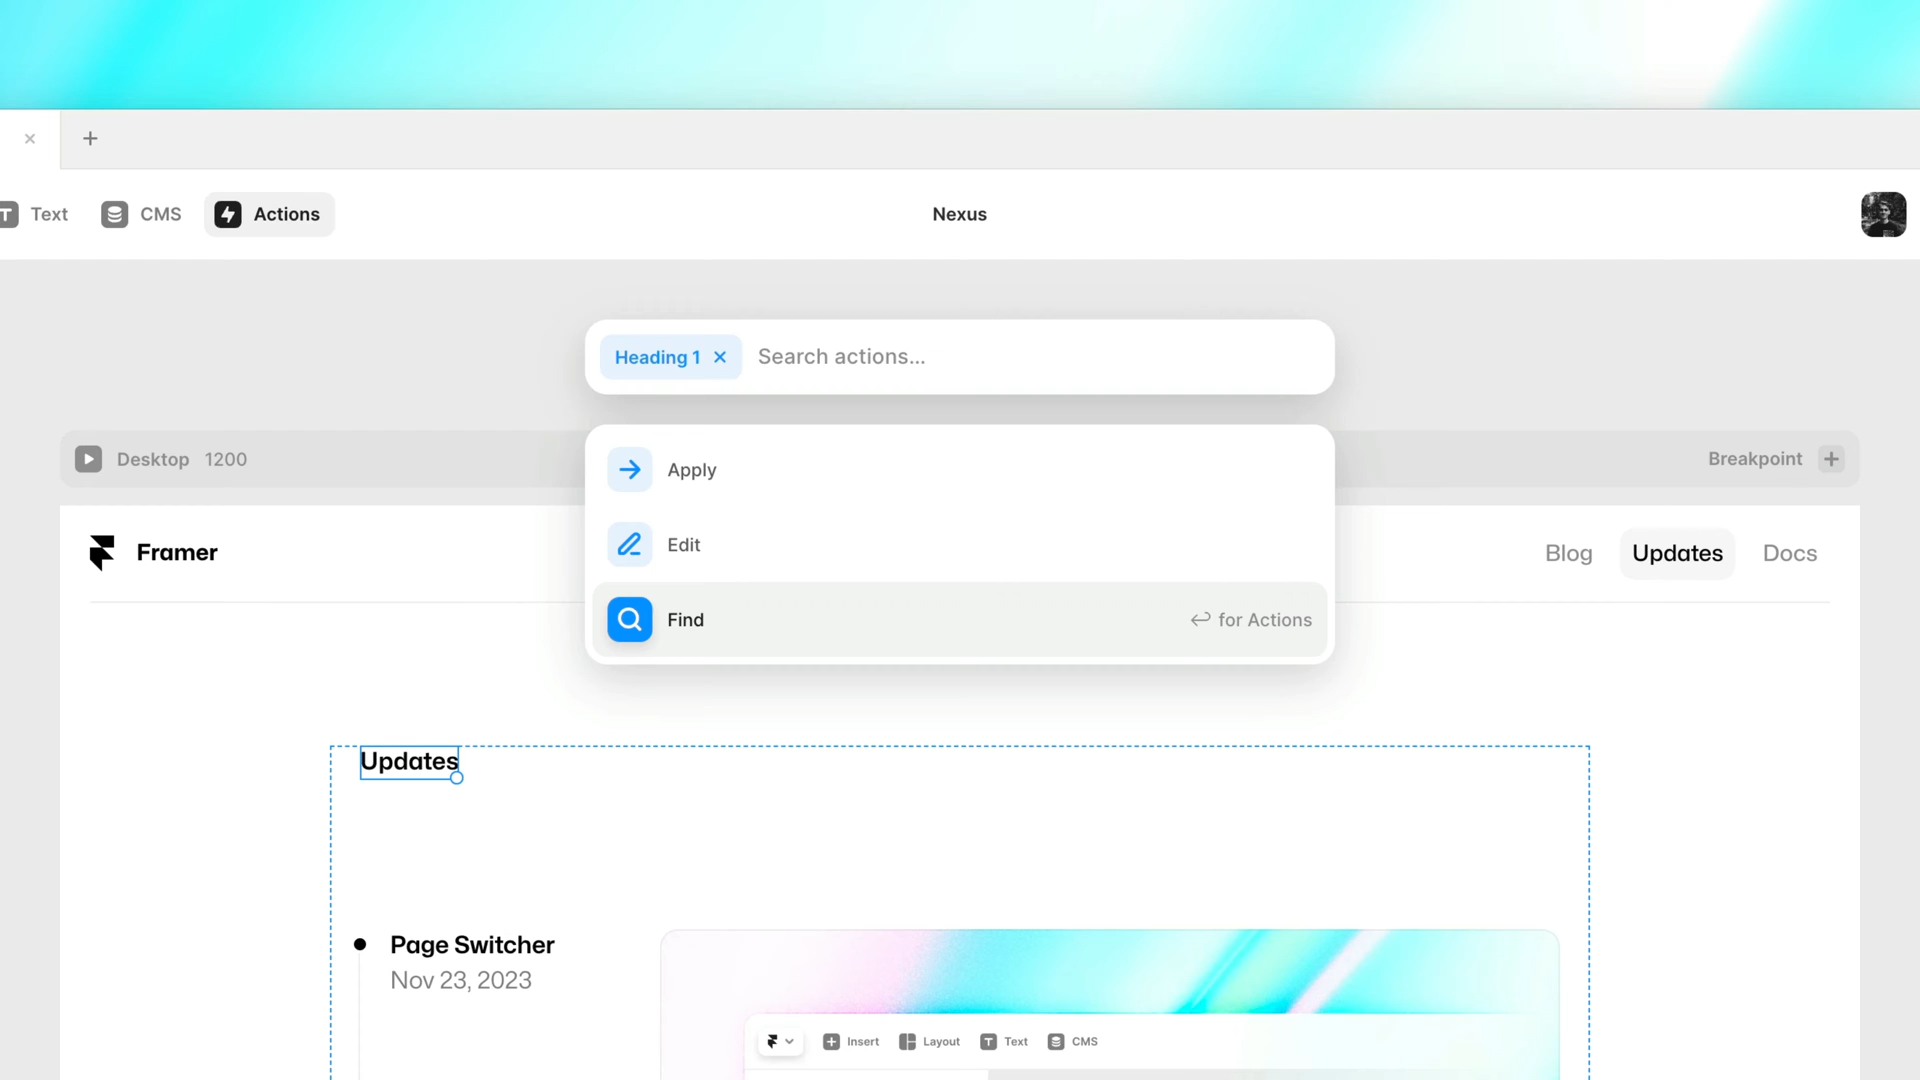 Text CMS Actions Nexus
Heading 1 Search actions...
Desktop 1200 Breakpoint
Apply
Edit
Find for Actions
Framer Blog Updates Docs
Updates
Page Switcher
Nov 23, 2023
Insert Layout Text CMS